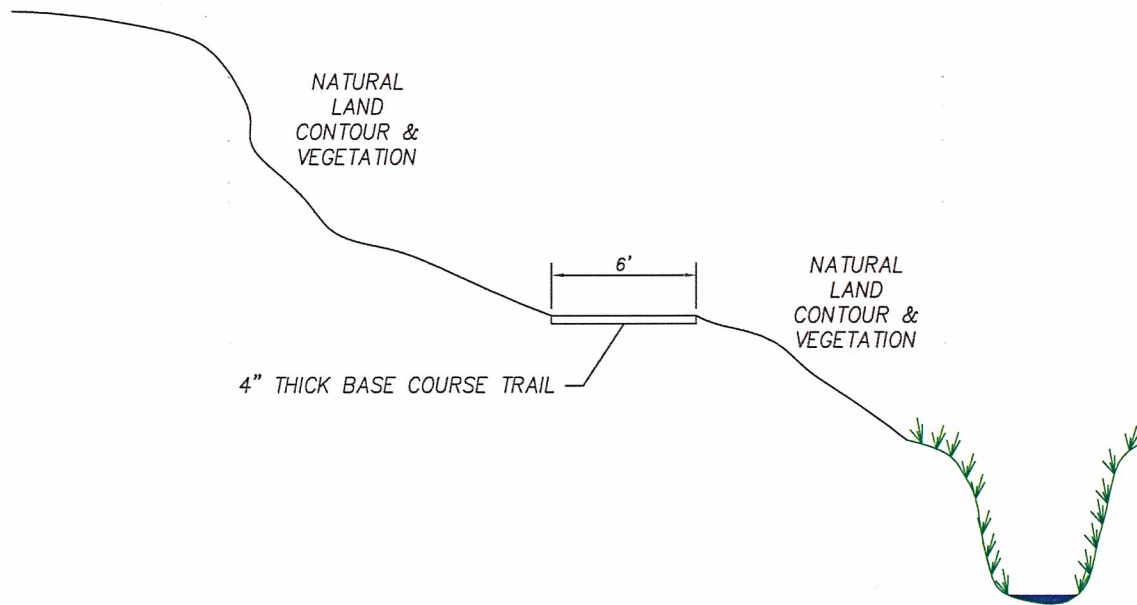 NATURAL
LAND
CONTOUR &
VEGETATION
6'
NATURAL
LAND
CONTOUR &
VEGETATION
4" THICK BASE COURSE TRAIL